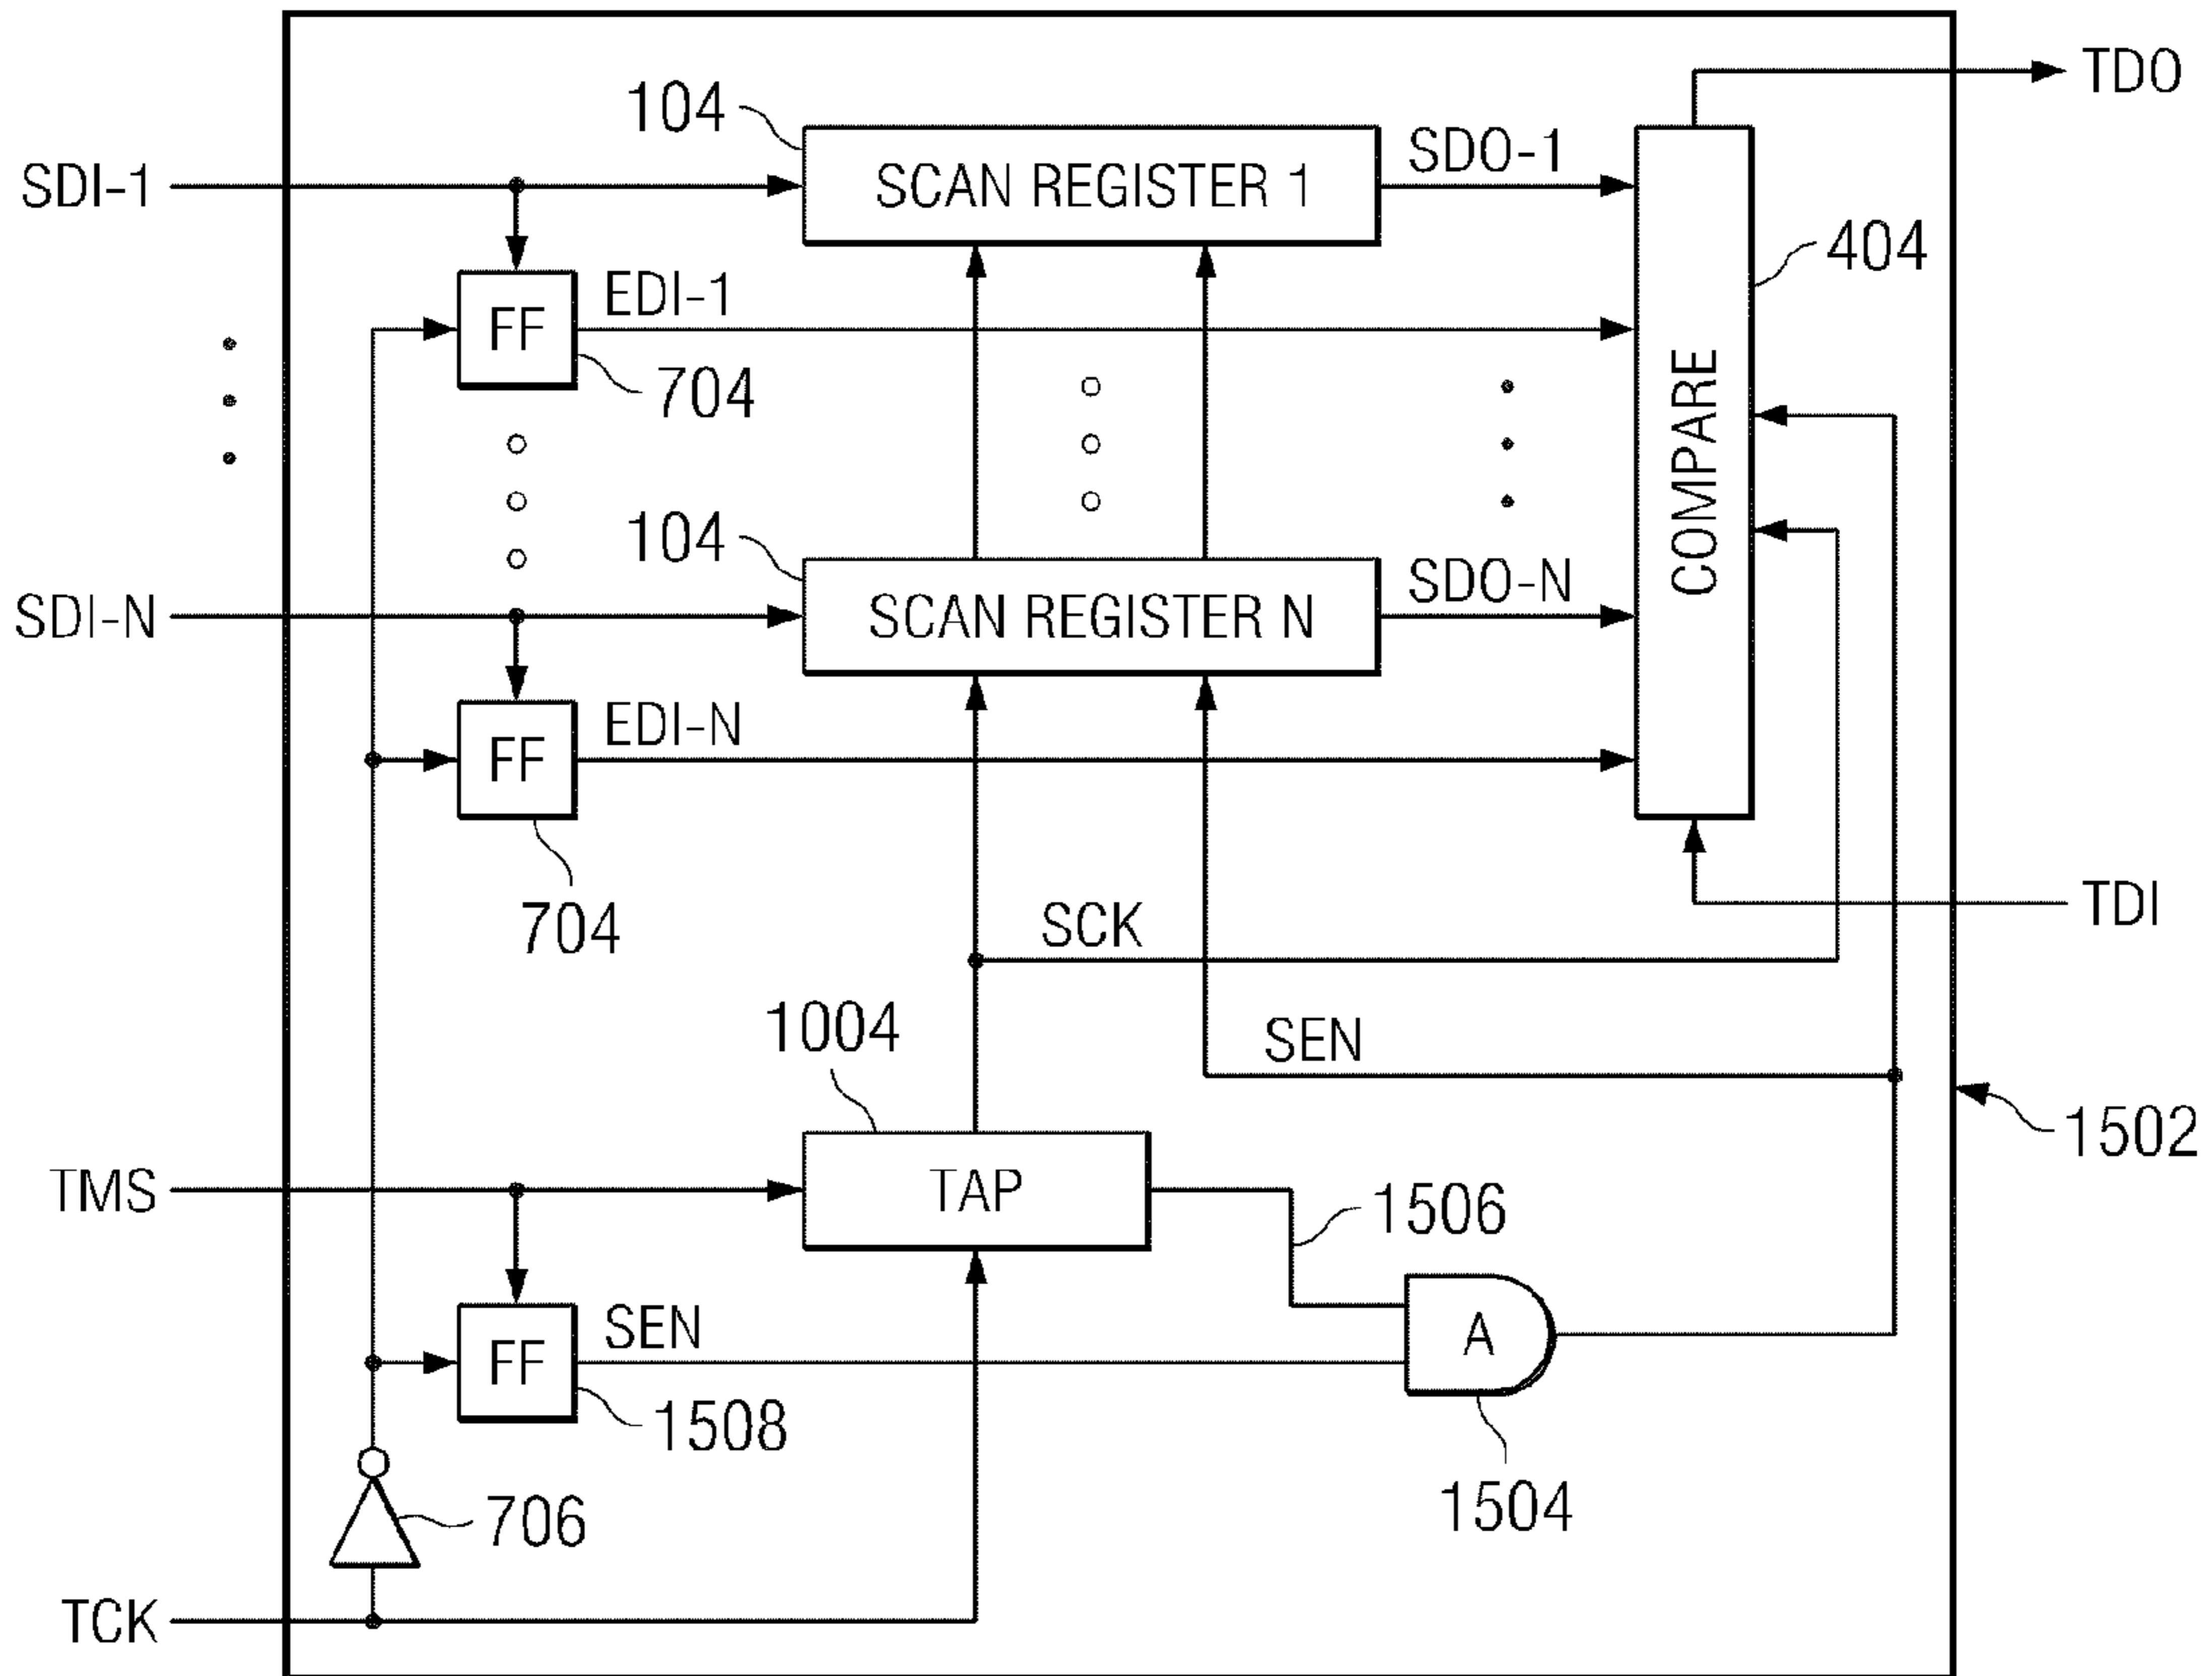 TDO
104
SDI-1
SCAN REGISTER 1
SDO-1
404
EDI-1
FF
704
COMPARE
104
SDI-N
SCAN REGISTER N
SDO-N
EDI-N
FF
704
TDI
SCK
1004
SEN
1502
TMS
TAP
1506
SEN
FF
A
1508
706
1504
TCK